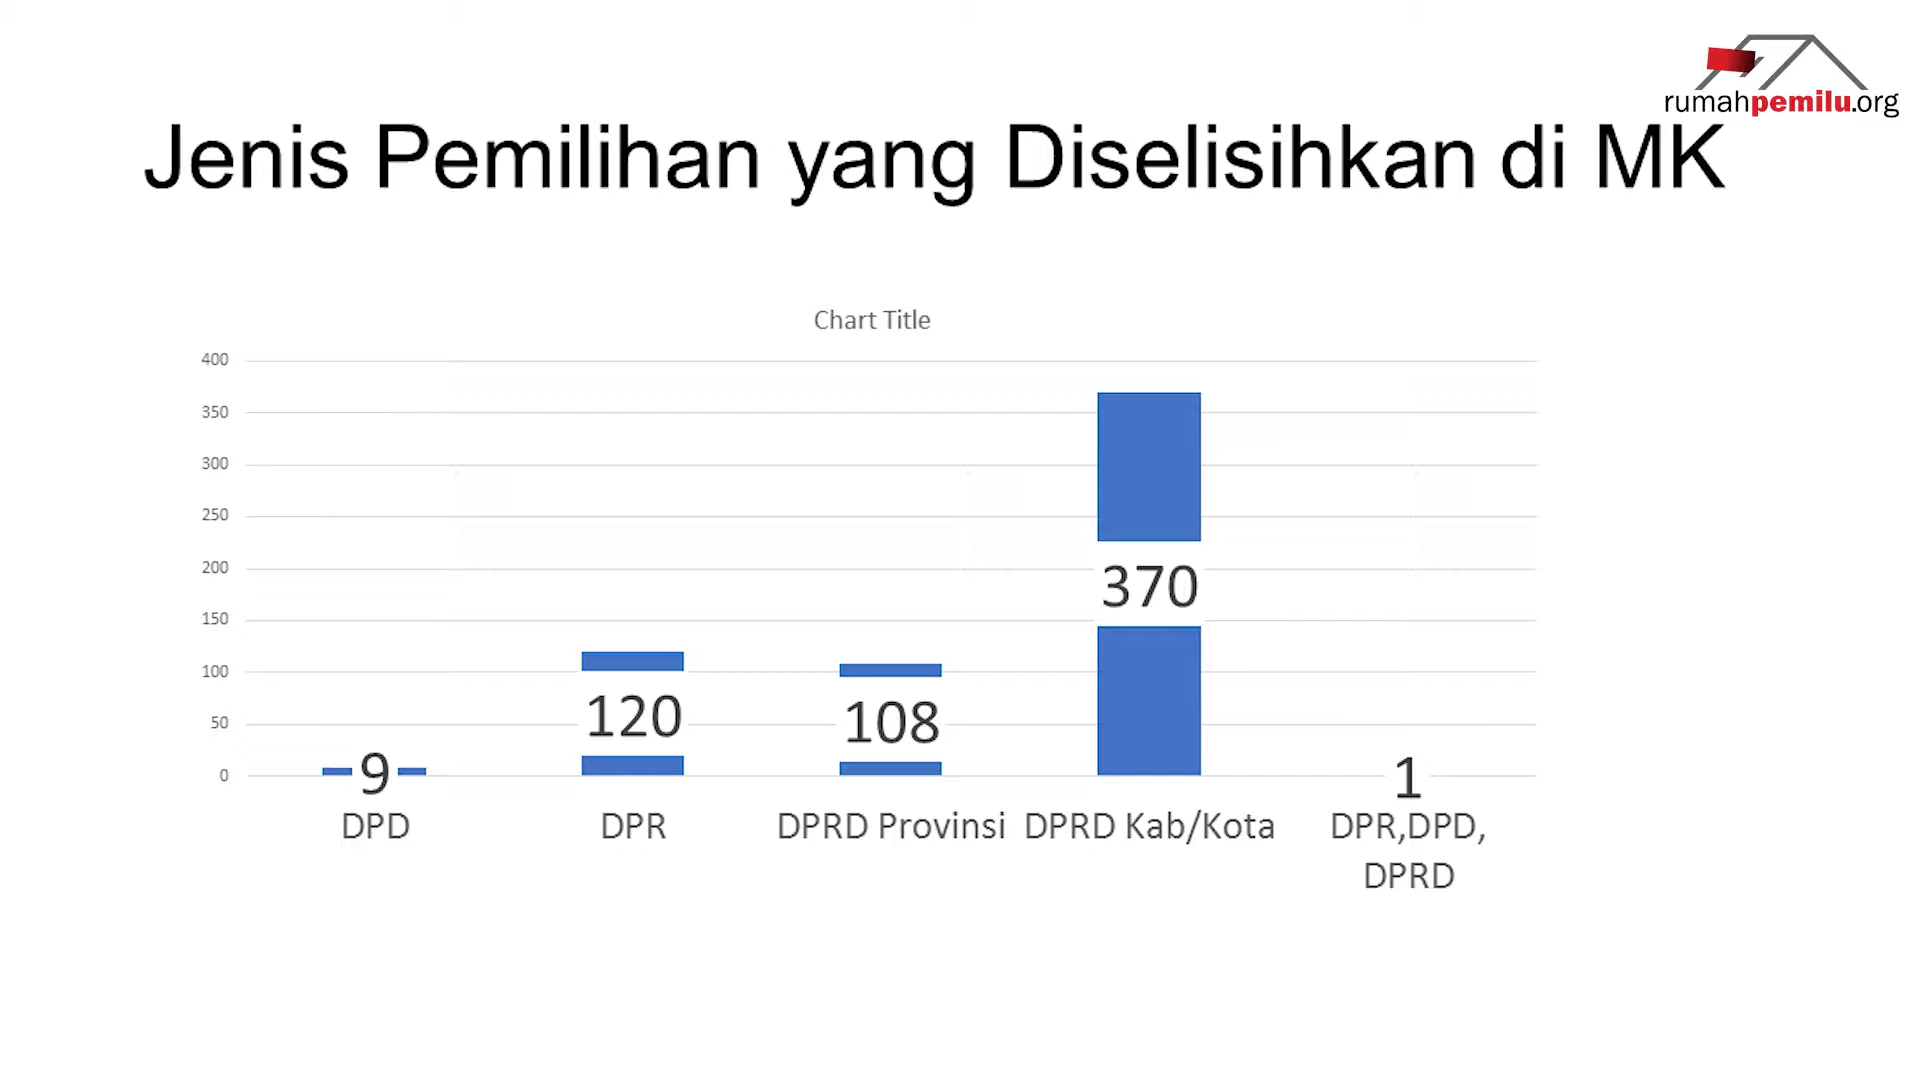 rumahpemilu.org
Jenis Pemilihan yang Diselisihkan di MK
Chart Title
400
350
300
250
200
150
100
50
0
9
120
108
370
1
DPD
DPR
DPRD Provinsi
DPRD Kab/Kota
DPR,DPD,
DPRD